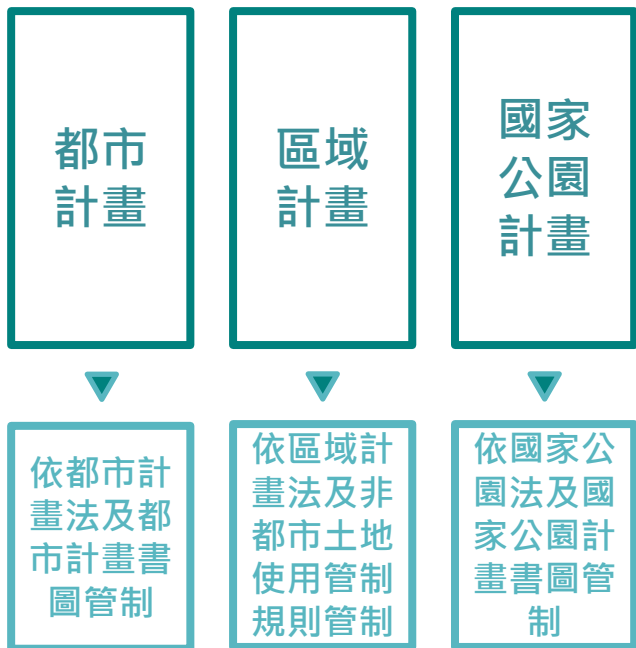 都市
計畫
區域
計畫
國家
公園
計畫
依都市計
畫法及都
市計畫書
圖管制
依區域計
畫法及非
都市土地
使用管制
規則管制
依國家公
園法及國
家公園計
畫書圖管
制